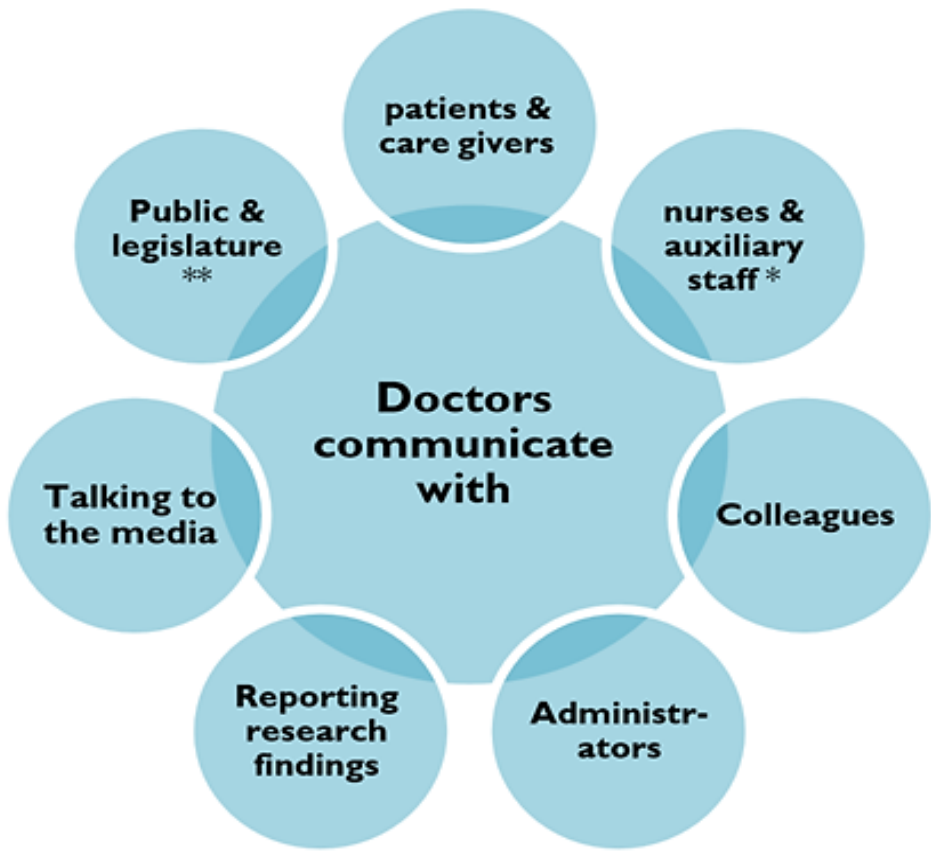 patients &
care givers
nurses &
auxiliary
staff *
Colleagues
Administr-
ators
Reporting
research
findings
Talking to
the media
Public &
legislature
**
Doctors
communicate
with